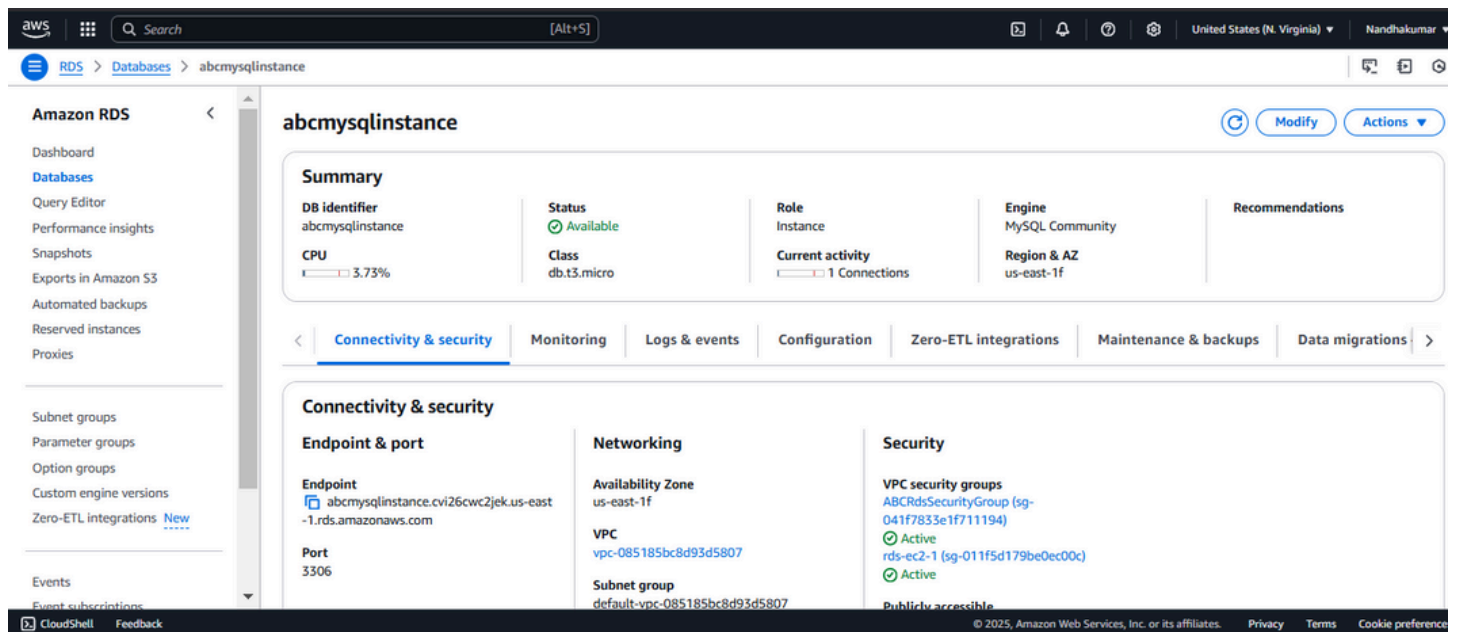 aws
Search
[Alt+S]
United States (N. Virginia)
Nandhakumar
RDS > Databases > abcmysqlinstance
Amazon RDS
Dashboard
Databases
Query Editor
Performance insights
Snapshots
Exports in Amazon S3
Automated backups
Reserved instances
Proxies
Subnet groups
Parameter groups
Option groups
Custom engine versions
Zero-ETL integrations New
Events
Event subscriptions
abcmysqlinstance
Modify
Actions
Summary
DB identifier
abcmysqlinstance
Status
Available
Role
Instance
Engine
MySQL Community
Recommendations
CPU
3.73%
Class
db.t3.micro
Current activity
1 Connections
Region & AZ
us-east-1f
Connectivity & security
Monitoring
Logs & events
Configuration
Zero-ETL integrations
Maintenance & backups
Data migrations
Connectivity & security
Endpoint & port
Endpoint
abcmysqlinstance.cvi26cwc2jek.us-east
-1.rds.amazonaws.com
Port
3306
Networking
Availability Zone
us-east-1f
VPC
vpc-085185bc8d93d5807
Subnet group
default-vpc-085185bc8d93d5807
Security
VPC security groups
ABCRdsSecurityGroup (sg-
041f7833e1f711194)
Active
rds-ec2-1 (sg-011f5d179be0ec00c)
Active
Publicly accessible
CloudShell
Feedback
© 2025, Amazon Web Services, Inc. or its affiliates.
Privacy
Terms
Cookie preference